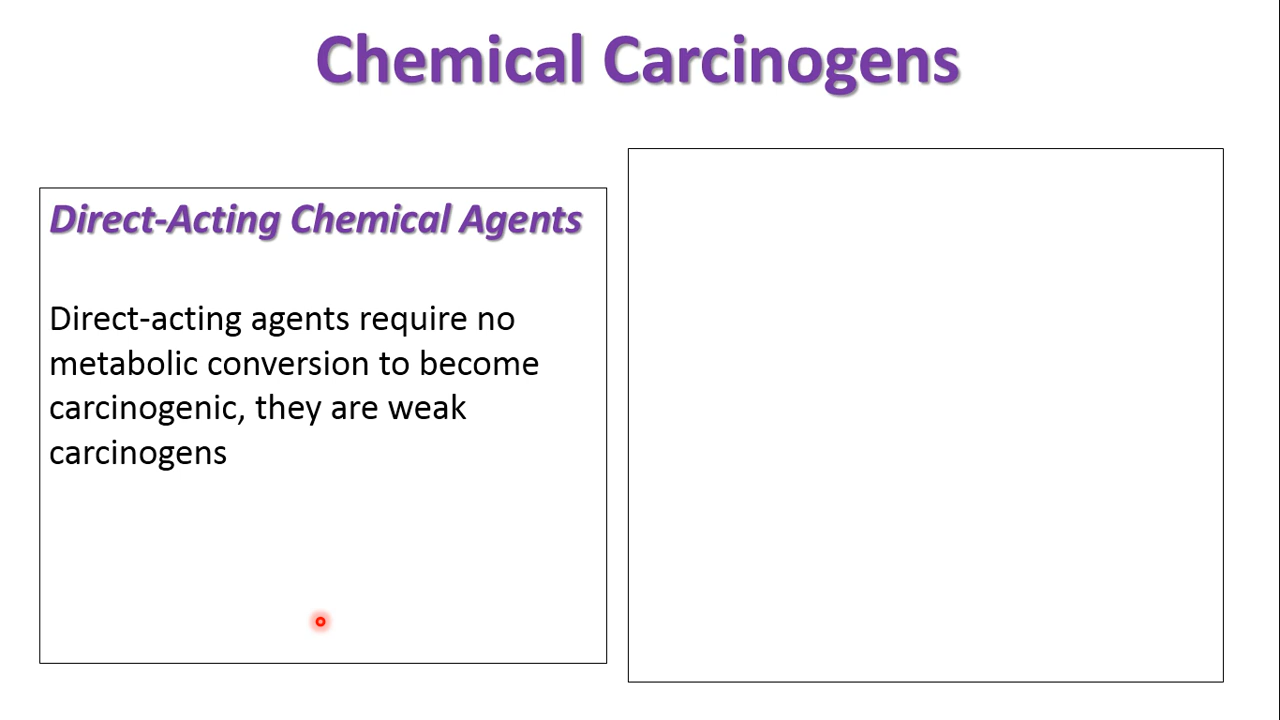 Chemical Carcinogens
Direct-Acting Chemical Agents
Direct-acting agents require no
metabolic conversion to become
carcinogenic, they are weak
carcinogens